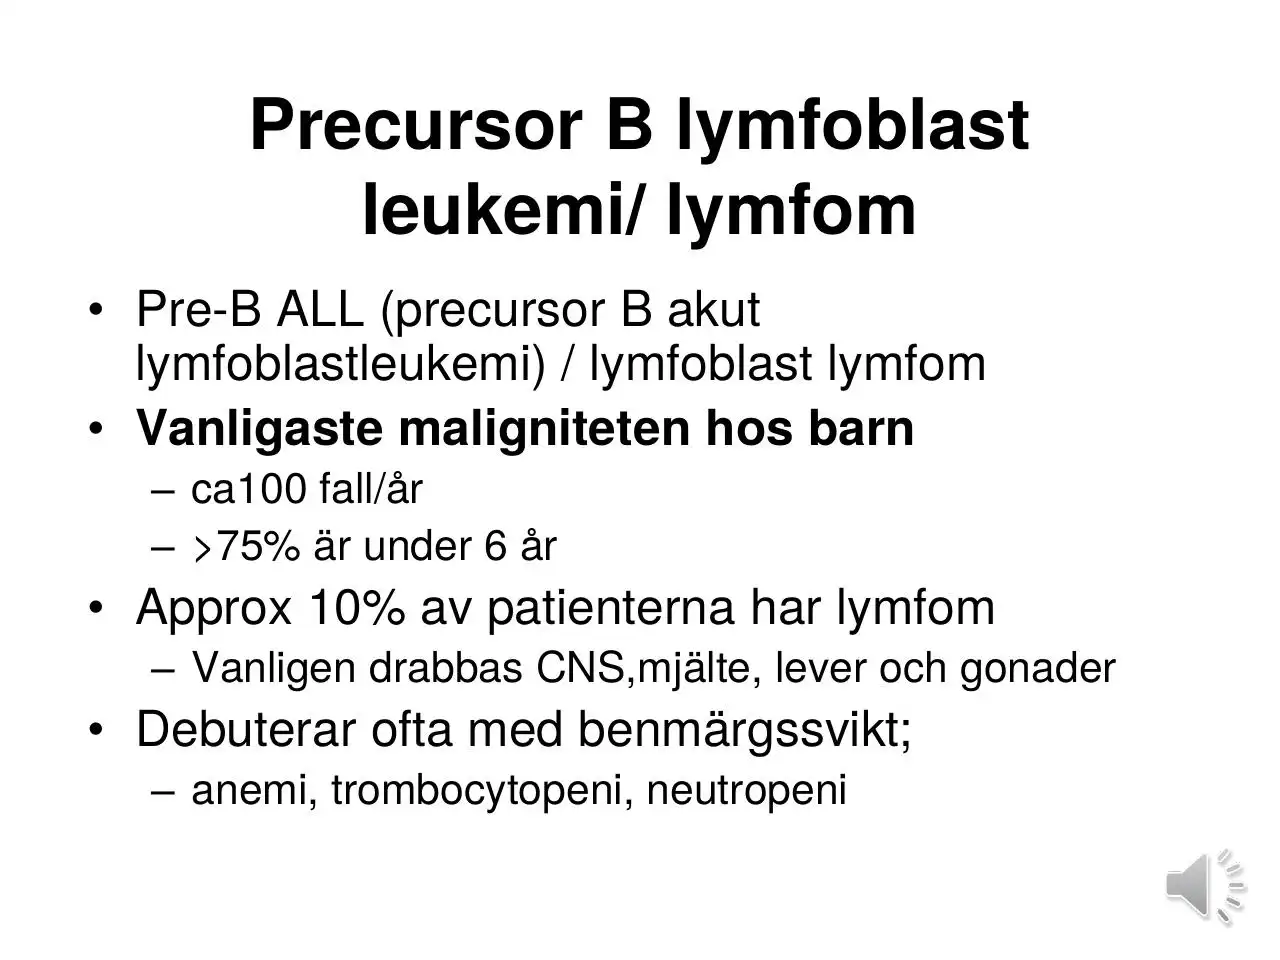 Precursor B lymfoblast
leukemi/ lymfom
• Pre-B ALL (precursor B akut
lymfoblastleukemi) / lymfoblast lymfom
• Vanligaste maligniteten hos barn
– ca100 fall/år
– >75% är under 6 år
• Approx 10% av patienterna har lymfom
– Vanligen drabbas CNS,mjälte, lever och gonader
• Debuterar ofta med benmärgssvikt;
– anemi, trombocytopeni, neutropeni